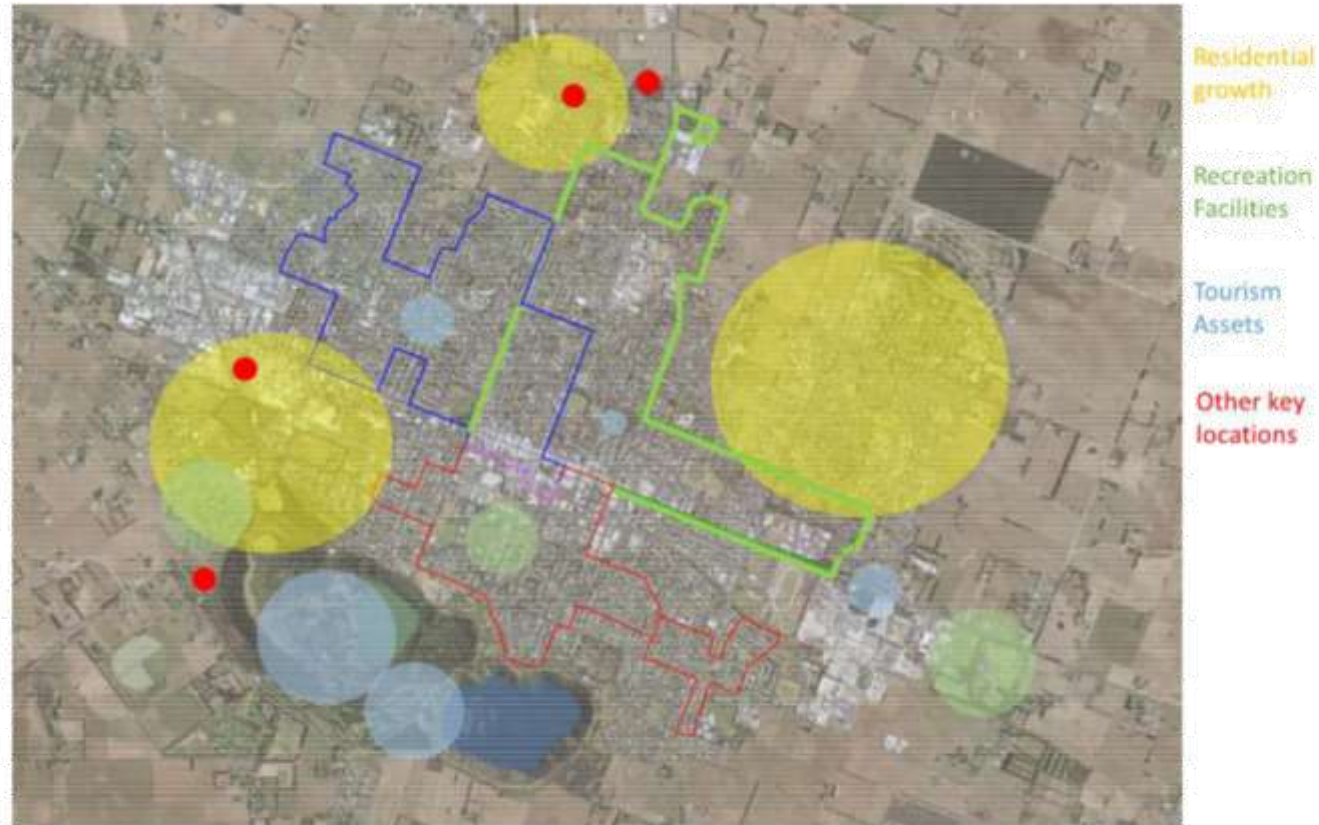 Residential
growth
Recreation
Facilities
Tourism
Assets
Other key
locations